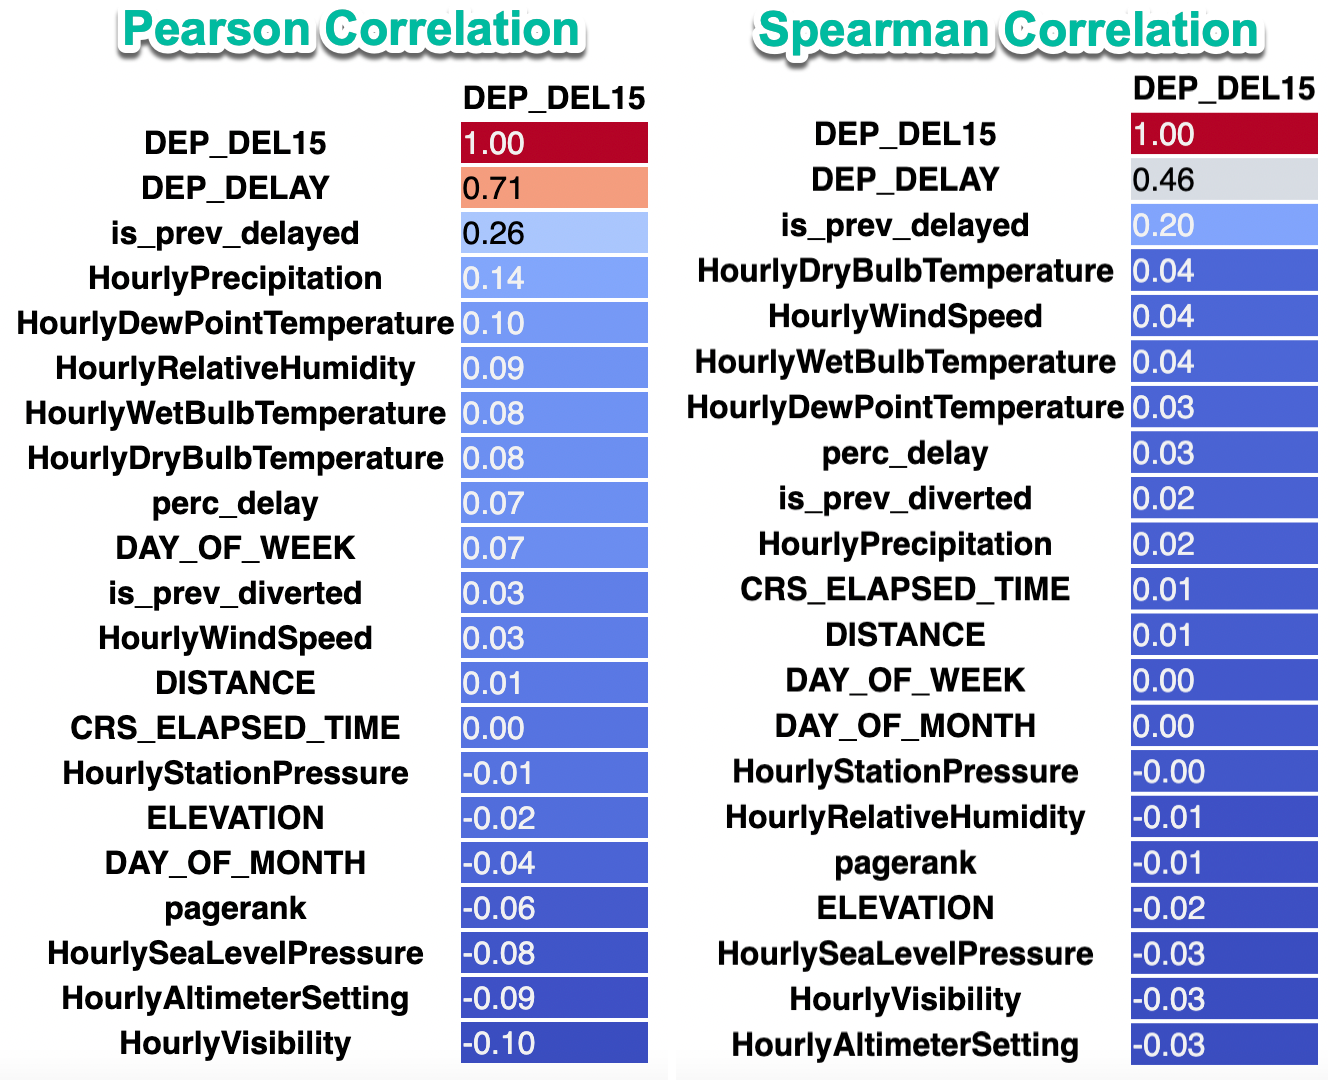 Pearson Correlation
DEP_DEL15
DEP_DEL15 1.00
DEP_DELAY 0.71
is_prev_delayed 0.26
HourlyPrecipitation 0.14
HourlyDewPointTemperature 0.10
HourlyRelativeHumidity 0.09
HourlyWetBulbTemperature 0.08
HourlyDryBulbTemperature 0.08
perc_delay 0.07
DAY_OF_WEEK 0.07
is_prev_diverted 0.03
HourlyWindSpeed 0.03
DISTANCE 0.01
CRS_ELAPSED_TIME 0.00
HourlyStationPressure -0.01
ELEVATION -0.02
DAY_OF_MONTH -0.04
pagerank -0.06
HourlySeaLevelPressure -0.08
HourlyAltimeterSetting -0.09
HourlyVisibility -0.10
Spearman Correlation
DEP_DEL15
DEP_DEL15 1.00
DEP_DELAY 0.46
is_prev_delayed 0.20
HourlyDryBulbTemperature 0.04
HourlyWindSpeed 0.04
HourlyWetBulbTemperature 0.04
HourlyDewPointTemperature 0.03
perc_delay 0.03
is_prev_diverted 0.02
HourlyPrecipitation 0.02
CRS_ELAPSED_TIME 0.01
DISTANCE 0.01
DAY_OF_WEEK 0.00
DAY_OF_MONTH 0.00
HourlyStationPressure -0.00
HourlyRelativeHumidity -0.01
pagerank -0.01
ELEVATION -0.02
HourlySeaLevelPressure -0.03
HourlyVisibility -0.03
HourlyAltimeterSetting -0.03